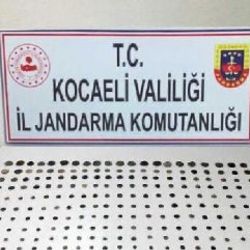 T.C.
KOCAELİ VALİLİĞİ
İL JANDARMA KOMUTANLIĞI